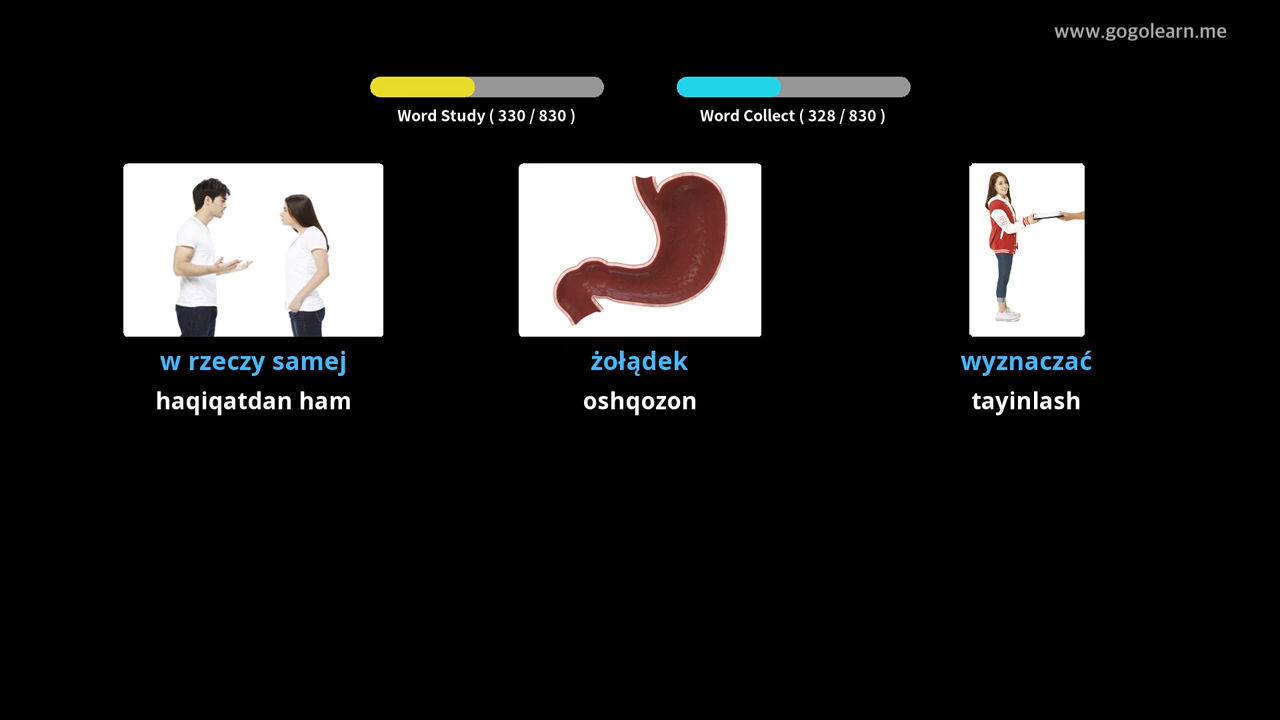 www.gogolearn.me
Word Study ( 330 / 830 )
Word Collect ( 328 / 830 )
w rzeczy samej
haqiqatdan ham
żołądek
oshqozon
wyznaczać
tayinlash